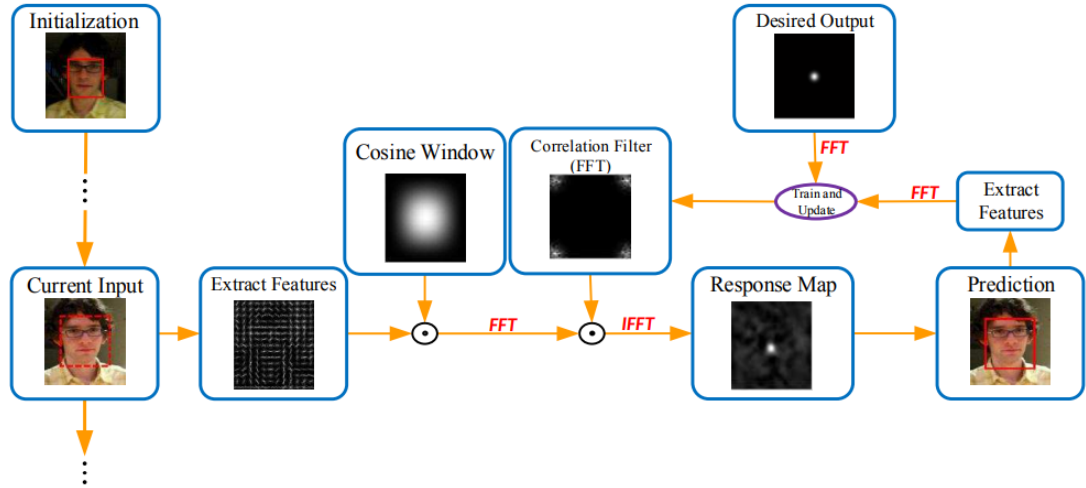 Initialization
Desired Output
FFT
Cosine Window
Correlation Filter
(FFT)
Train and
Update
FFT
Extract
Features
Current Input
Extract Features
FFT
IFFT
Response Map
Prediction